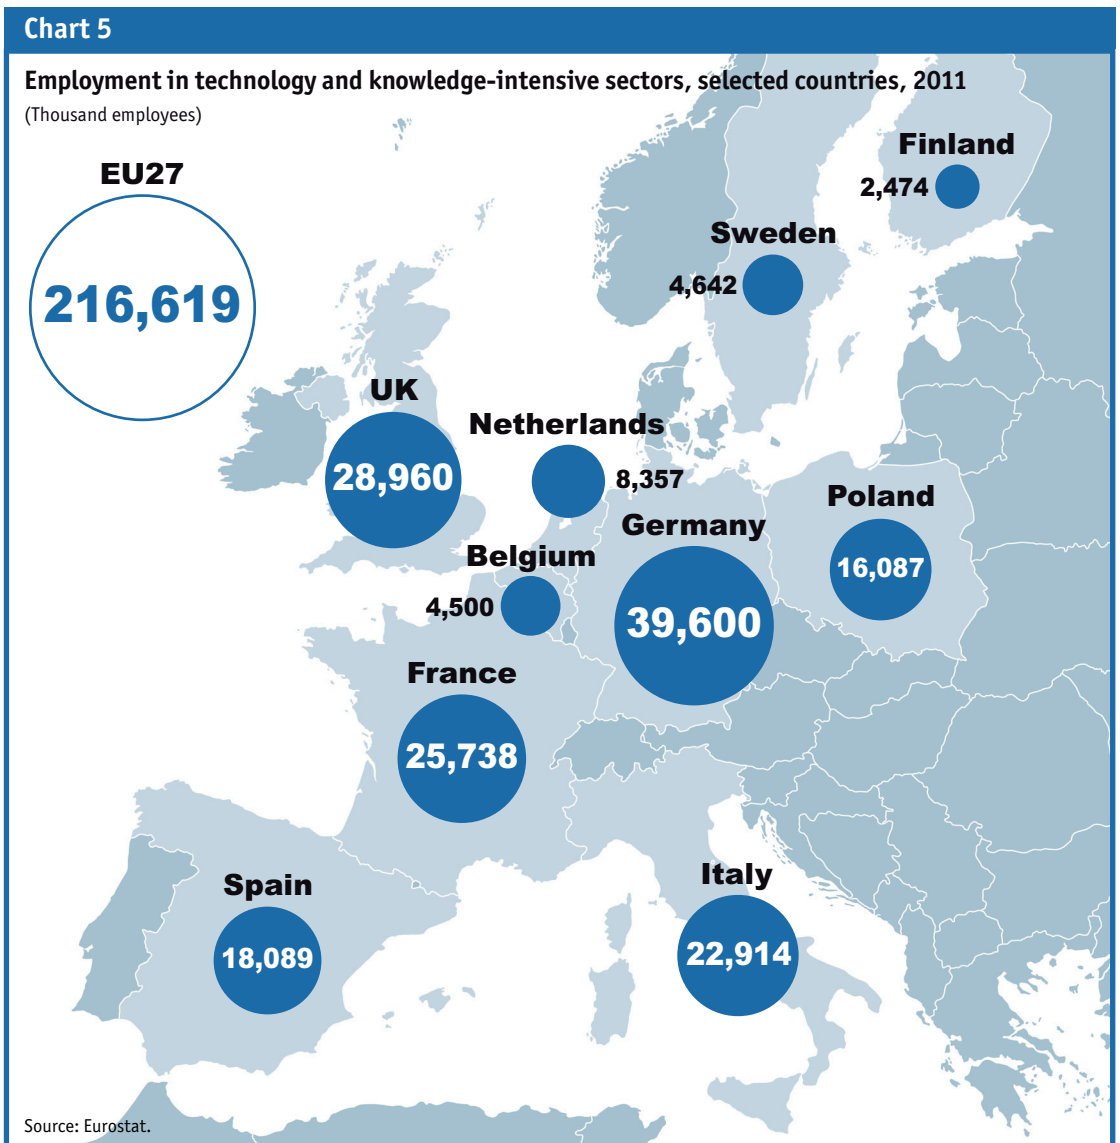 Chart 5
Employment in technology and knowledge-intensive sectors, selected countries, 2011
(Thousand employees)
EU27
216,619
Finland
2,474
Sweden
4,642
UK
28,960
Netherlands
8,357
Germany
39,600
Poland
16,087
Belgium
4,500
France
25,738
Spain
18,089
Italy
22,914
Source: Eurostat.